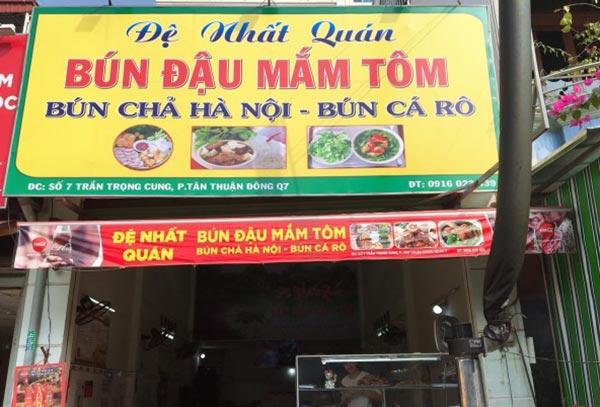 Đệ Nhất Quán
BÚN ĐẬU MẮM TÔM
BÚN CHẢ HÀ NỘI - BÚN CÁ RÔ
ĐC: SỐ 7 TRẦN TRỌNG CUNG, P.TÂN THUẬN ĐÔNG Q7 ĐT: 0916 02
ĐỆ NHẤT QUÁN
BÚN ĐẬU MẮM TÔM
BÚN CHẢ HÀ NỘI - BÚN CÁ RÔ